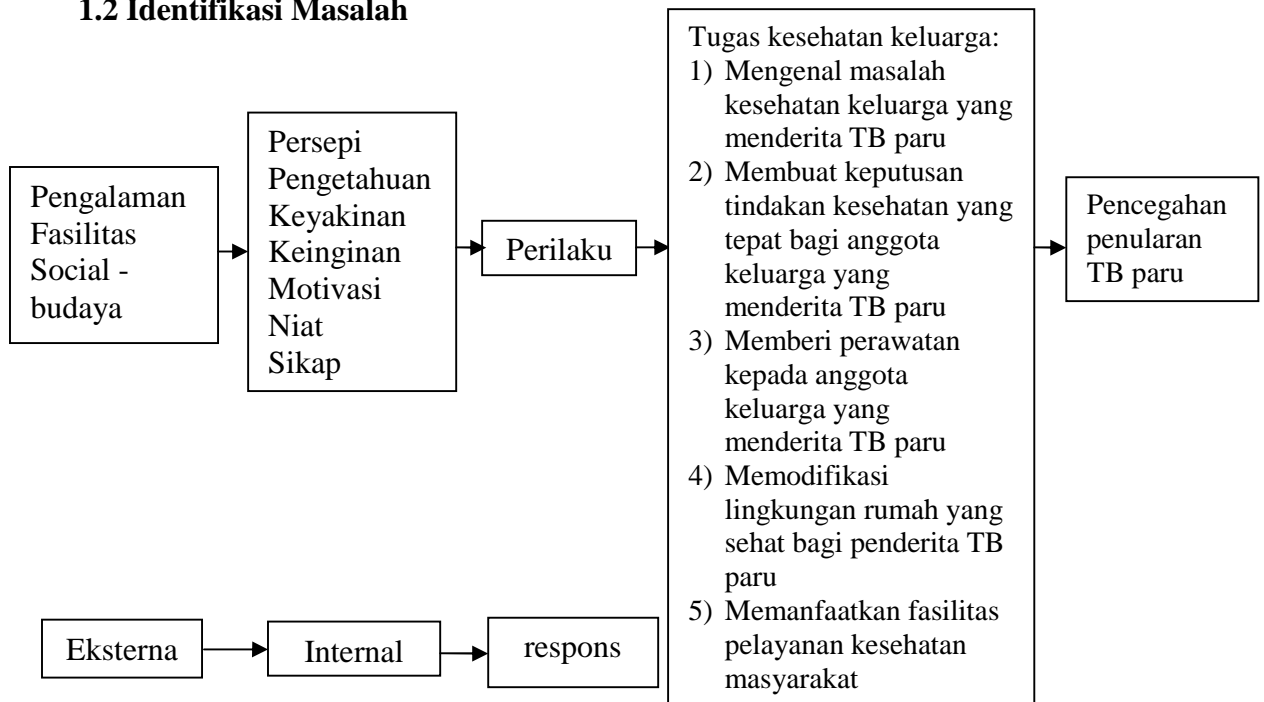 1.2 Identifikasi Masalah
Pengalaman
Fasilitas
Social -
budaya
Persepi
Pengetahuan
Keyakinan
Keinginan
Motivasi
Niat
Sikap
Perilaku
Tugas kesehatan keluarga:
1) Mengenal masalah
kesehatan keluarga yang
menderita TB paru
2) Membuat keputusan
tindakan kesehatan yang
tepat bagi anggota
keluarga yang
menderita TB paru
3) Memberi perawatan
kepada anggota
keluarga yang
menderita TB paru
4) Memodifikasi
lingkungan rumah yang
sehat bagi penderita TB
paru
5) Memanfaatkan fasilitas
pelayanan kesehatan
masyarakat
Pencegahan
penularan
TB paru
Eksterna
Internal
respons